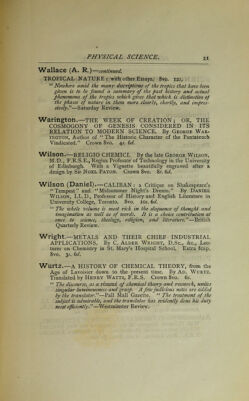 PHYSICAL SCIENCE. 21
Wallace (A. R.)—continued.
TROPICAL NATURE: with other Essays. 8vo. 12s.
"Nowhere amid the many descriptions of the tropics that have been
given is to be found a summary of the past history and actual
phenomena of the tropics which gives that which is distinctive of
the phases of nature in them more clearly, shortly, and impres-
sively."—Saturday Review.
Warington.—THE WEEK OF CREATION; OR, THE
COSMOGONY OF GENESIS CONSIDERED IN ITS
RELATION TO MODERN SCIENCE. By GEORGE WAR-
INGTON, Author of "The Historic Character of the Pentateuch
Vindicated." Crown 8vo. 4s. 6d.
Wilson.—RELIGIO CHEMICI. By the late GEORGE WILSON,
M.D., F.R.S.E., Regius Professor of Technology in the University
of Edinburgh. With a Vignette beautifully engraved after a
design by Sir NOEL PATON. Crown 8vo. 8s. 6d.
Wilson (Daniel).—CALIBAN: a Critique on Shakespeare's
"Tempest" and "Midsummer Night's Dream." By DANIEL
WILSON, LL.D., Professor of History and English Literature in
University College, Toronto. 8vo. 10s. 6d.
"The whole volume is most rich in the eloquence of thought and
imagination as well as of words. It is a choice contribution at
once to science, theology, religion, and literature."—British
Quarterly Review.
Wright.—METALS AND THEIR CHIEF INDUSTRIAL
APPLICATIONS. By C. ALDER WRIGHT, D.Sc., &c., Lec-
turer on Chemistry in St. Mary's Hospital School. Extra fcap.
8vo. 3s. 6d.
Wurtz.—A HISTORY OF CHEMICAL THEORY, from the
Age of Lavoisier down to the present time. By AD. WURTZ.
Translated by HENRY WATTS, F.R.S. Crown 8vo. 6s.
"The discourse, as a résumé of chemical theory and research, unites
singular luminousness and grasp. A few judicious notes are added
by the translator."—Pall Mall Gazette. "The treatment of the
subject is admirable, and the translator has evidently done his duty
most efficiently."—Westminster Review.